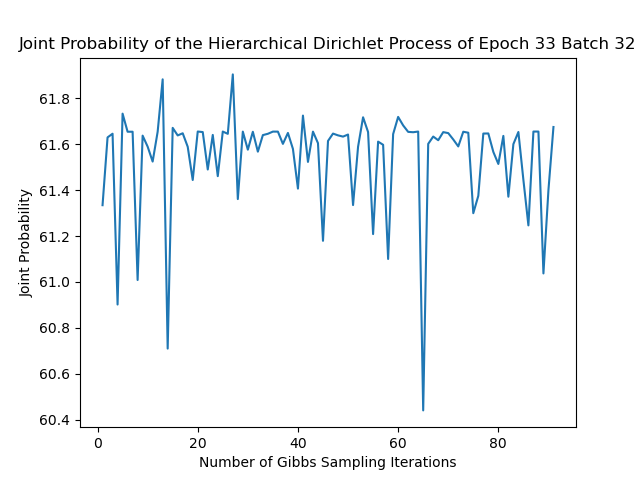 Joint Probability of the Hierarchical Dirichlet Process of Epoch 33 Batch 32
Joint Probability
61.8
61.6
61.4
61.2
61.0
60.8
60.6
60.4
0 20 40 60 80
Number of Gibbs Sampling Iterations